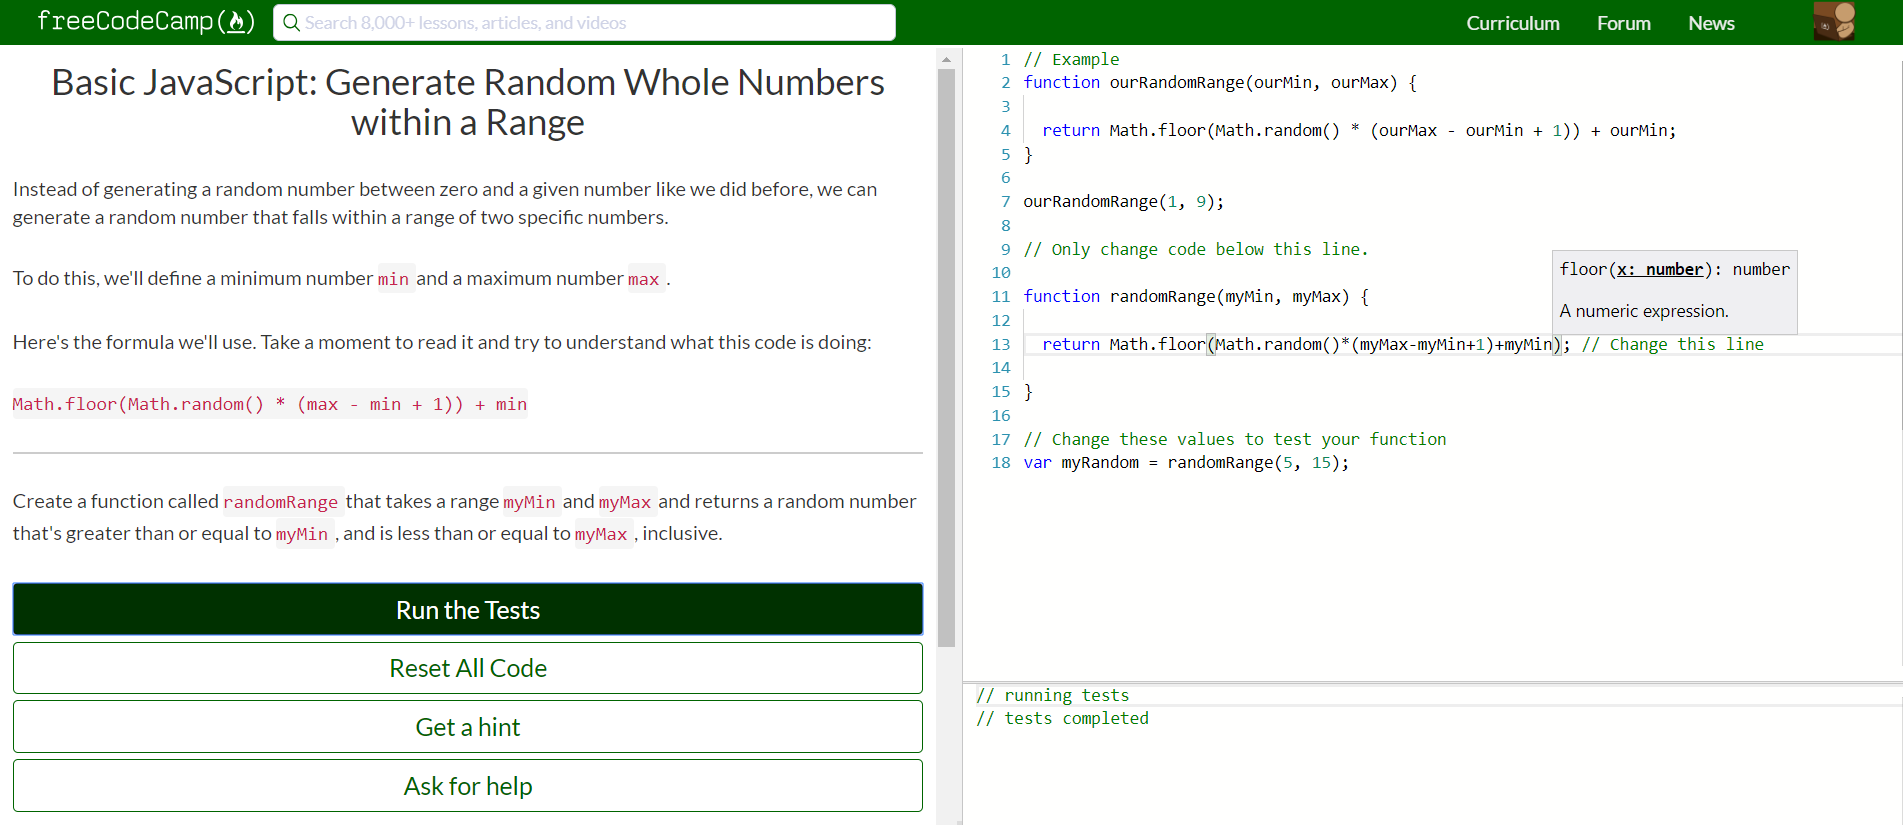 freeCodeCamp(🔥)
Search 8,000+ lessons, articles, and videos
Curriculum
Forum
News
Basic JavaScript: Generate Random Whole Numbers
within a Range
Instead of generating a random number between zero and a given number like we did before, we can
generate a random number that falls within a range of two specific numbers.
To do this, we'll define a minimum number min and a maximum number max .
Here's the formula we'll use. Take a moment to read it and try to understand what this code is doing:
Math.floor(Math.random() * (max - min + 1)) + min
Create a function called randomRange that takes a range myMin and myMax and returns a random number
that's greater than or equal to myMin , and is less than or equal to myMax , inclusive.
Run the Tests
Reset All Code
Get a hint
Ask for help
1 // Example
2 function ourRandomRange(ourMin, ourMax) {
3
4 return Math.floor(Math.random() * (ourMax - ourMin + 1)) + ourMin;
5 }
6
7 ourRandomRange(1, 9);
8
9 // Only change code below this line.
10
11 function randomRange(myMin, myMax) {
12
13 return Math.floor(Math.random()*(myMax-myMin+1)+myMin); // Change this line
14
15 }
16
17 // Change these values to test your function
18 var myRandom = randomRange(5, 15);
floor(x: number): number
A numeric expression.
// running tests
// tests completed